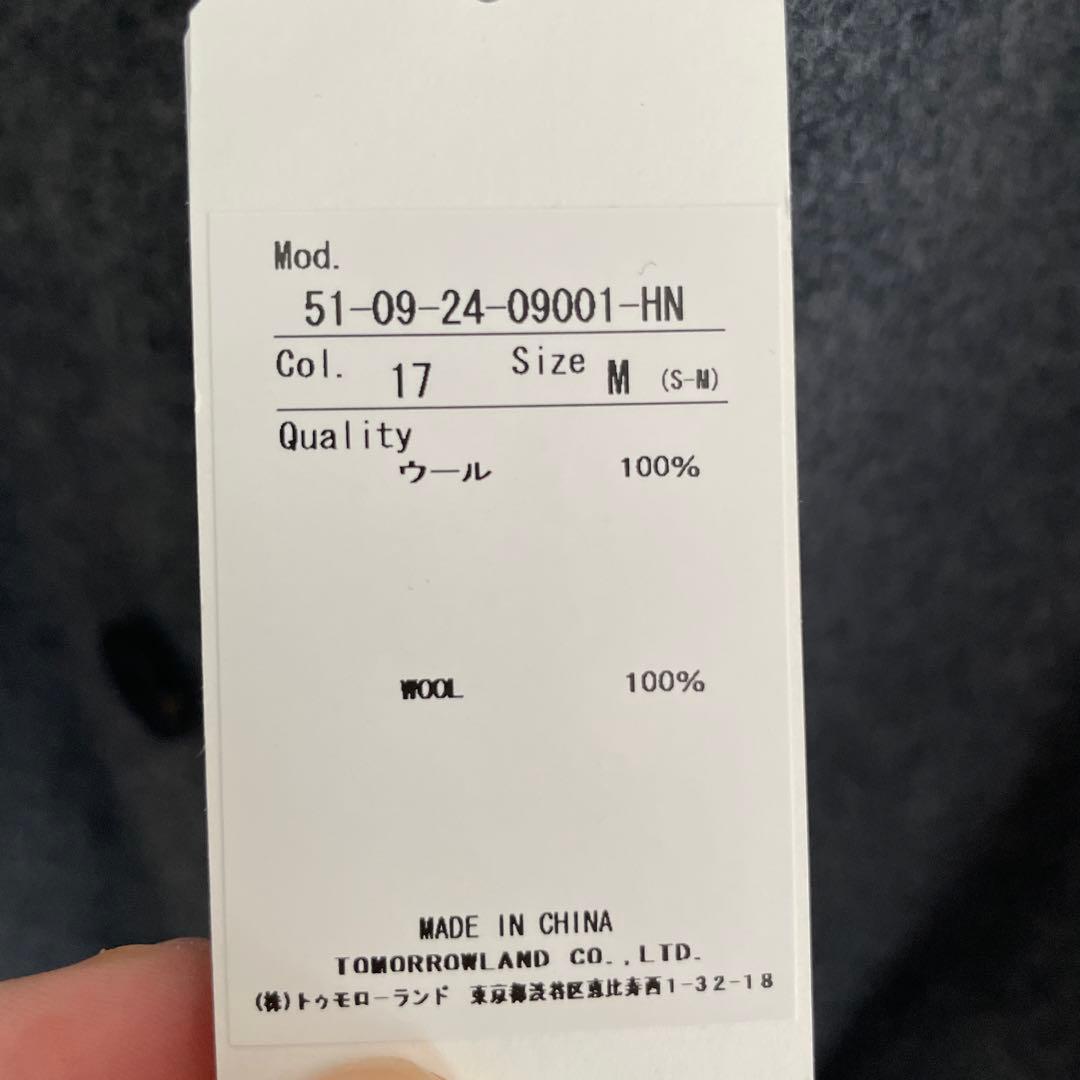 Mod.
51-09-24-09001-HN
Col. 17 Size M (S-M)
Quality
ウール 100%
WOOL 100%
MADE IN CHINA
TOMORROWLAND CO.,LTD.
(株)トゥモローランド 東京都渋谷区恵比寿西1-32-18